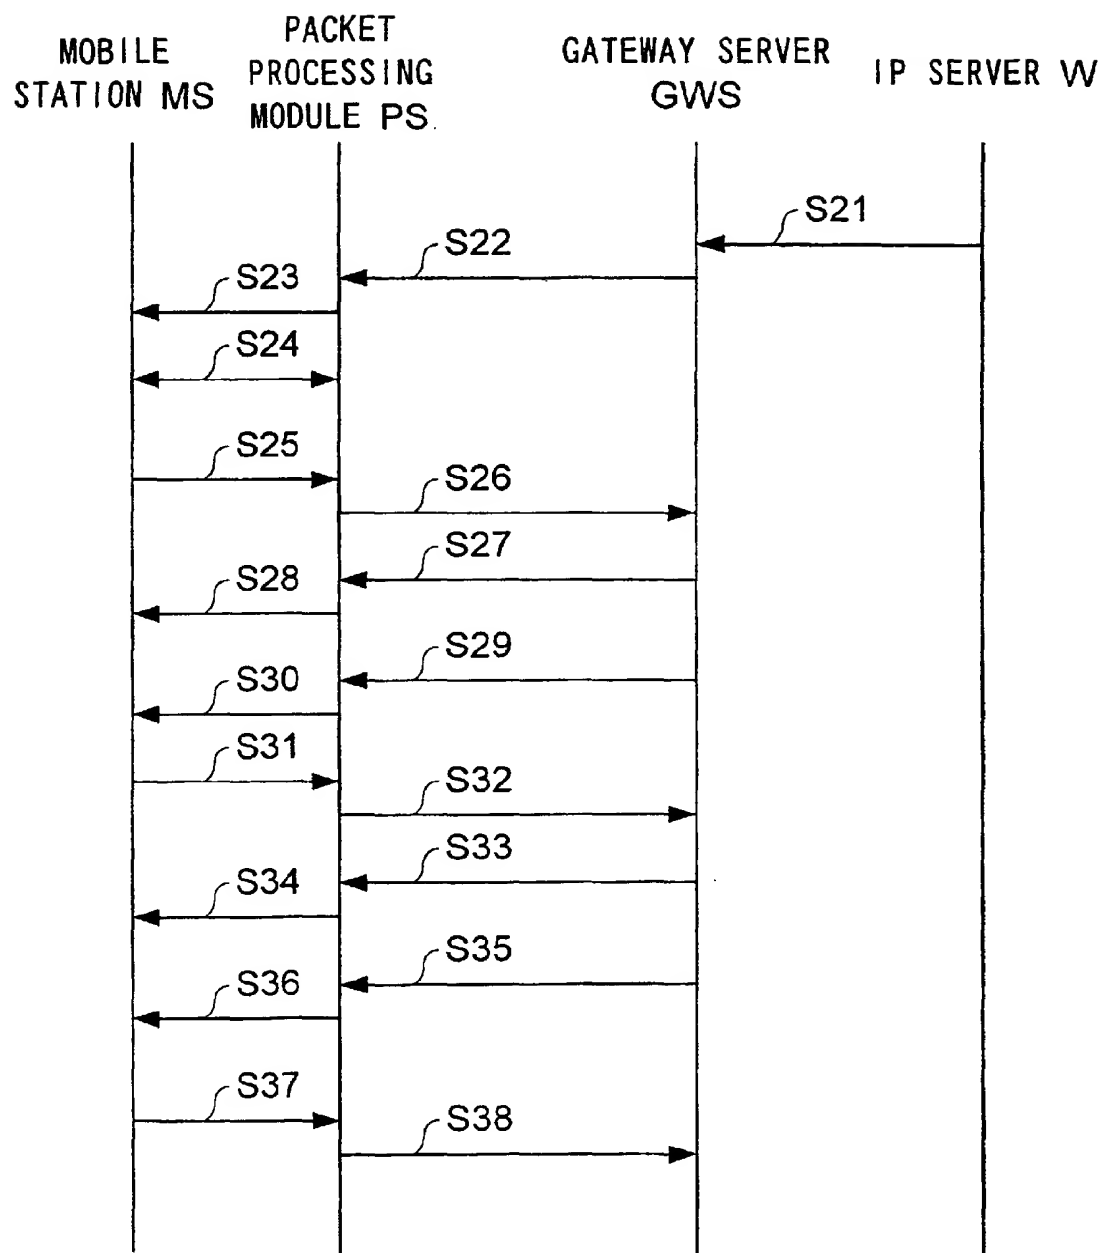 MOBILE
STATION MS
PACKET
PROCESSING
MODULE PS
GATEWAY SERVER
GWS
IP SERVER W
S21
S22
S23
S24
S25
S26
S27
S28
S29
S30
S31
S32
S33
S34
S35
S36
S37
S38